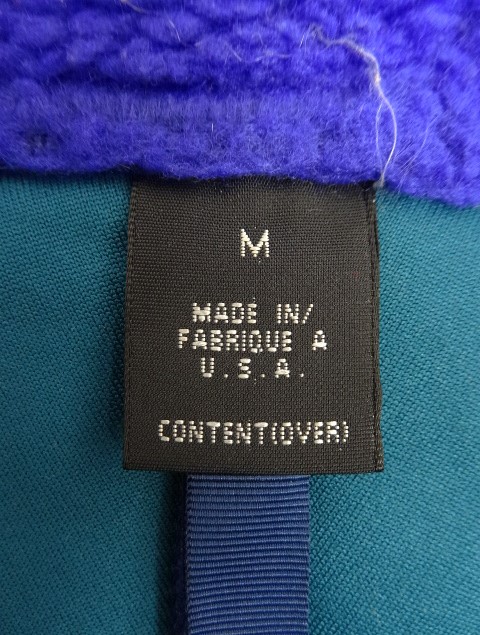 M
MADE IN/
FABRIQUE A
U.S.A.
CONTENT(OVER)